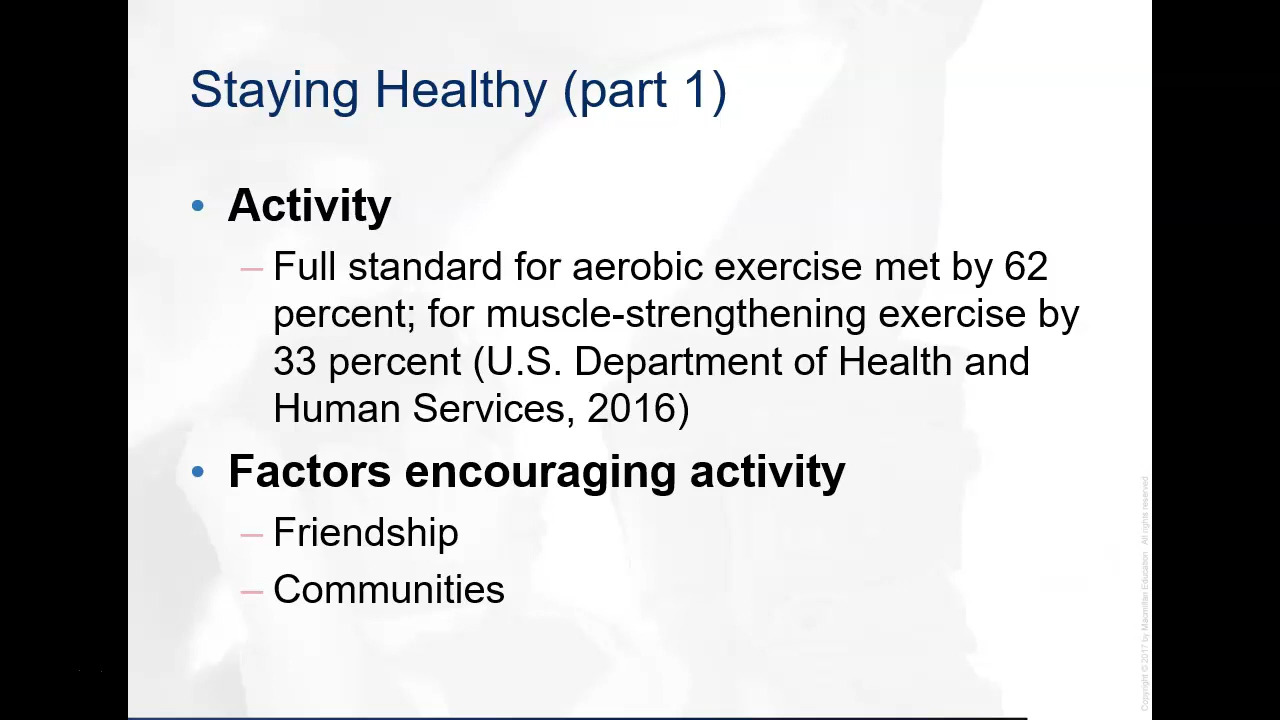 Staying Healthy (part 1)
• Activity
– Full standard for aerobic exercise met by 62
percent; for muscle-strengthening exercise by
33 percent (U.S. Department of Health and
Human Services, 2016)
• Factors encouraging activity
– Friendship
– Communities
Copyright © 2017 by Macmillan Education. All rights reserved